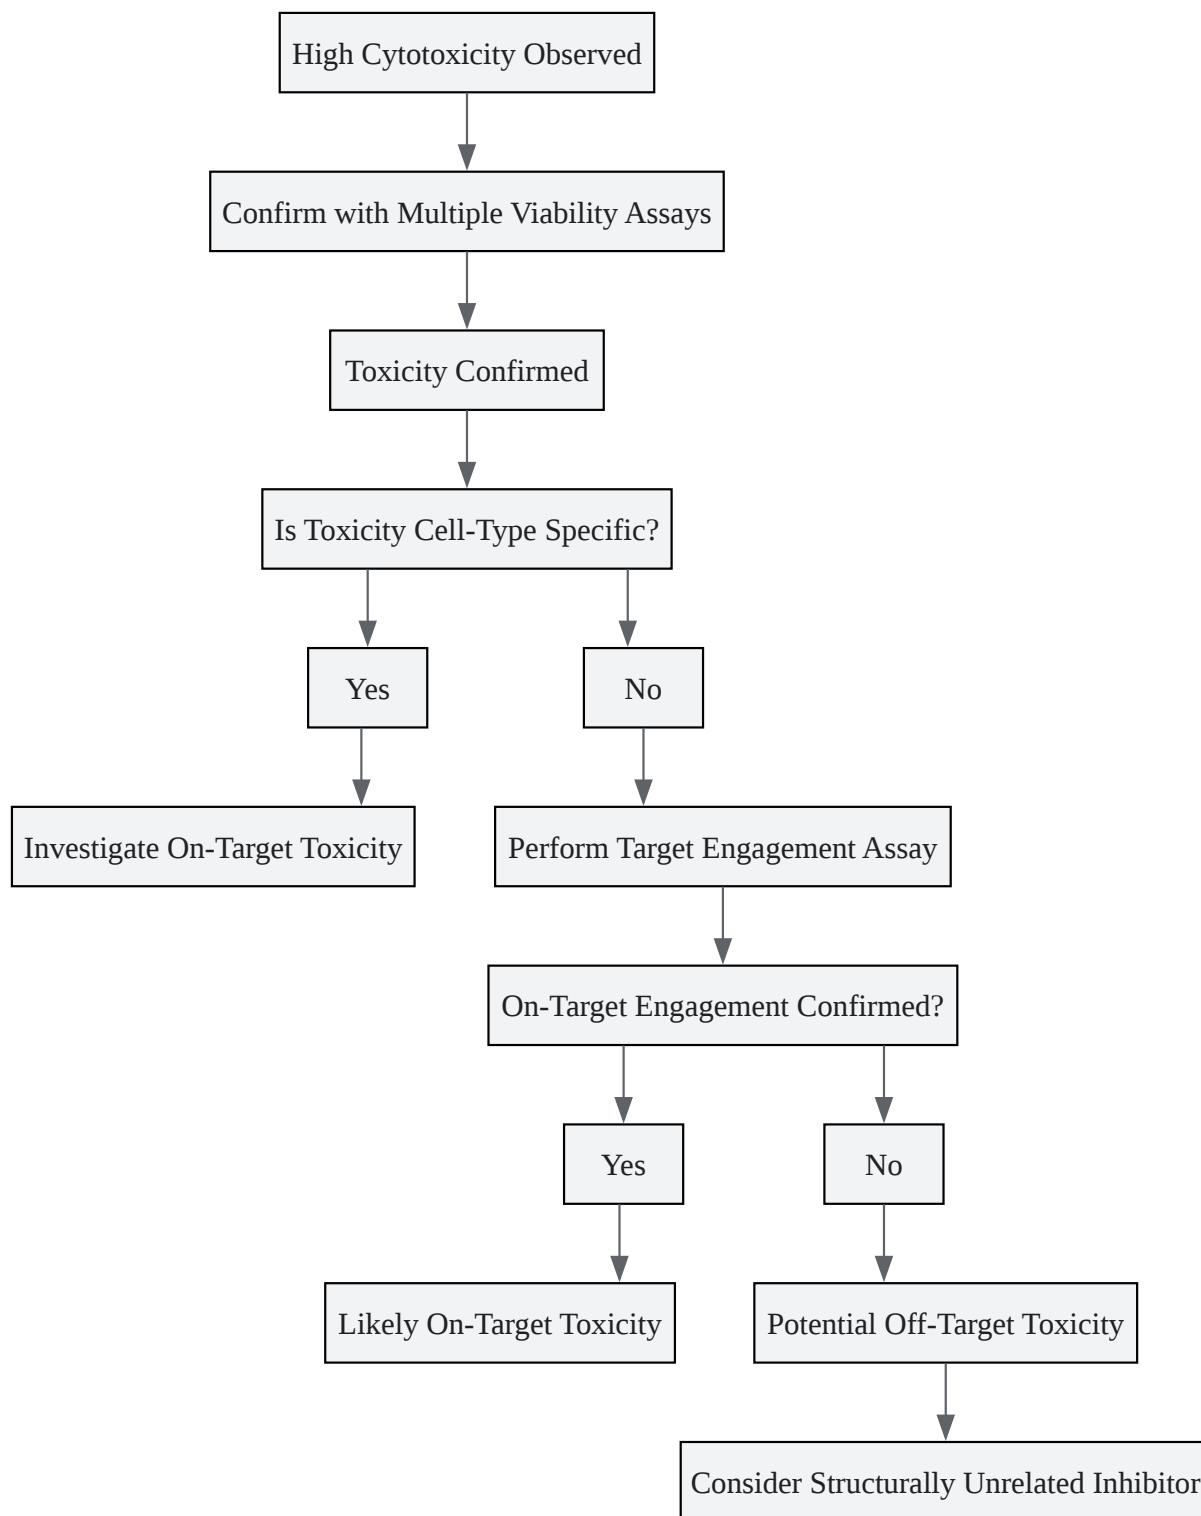 High Cytotoxicity Observed
Confirm with Multiple Viability Assays
Toxicity Confirmed
Is Toxicity Cell-Type Specific?
Yes
No
Investigate On-Target Toxicity
Perform Target Engagement Assay
On-Target Engagement Confirmed?
Yes
No
Likely On-Target Toxicity
Potential Off-Target Toxicity
Consider Structurally Unrelated Inhibitor